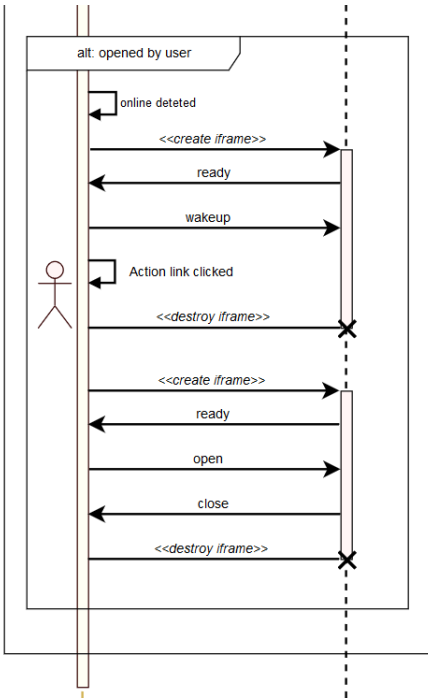 alt: opened by user
online deteted
<<create iframe>>
ready
wakeup
Action link clicked
<<destroy iframe>>
<<create iframe>>
ready
open
close
<<destroy iframe>>